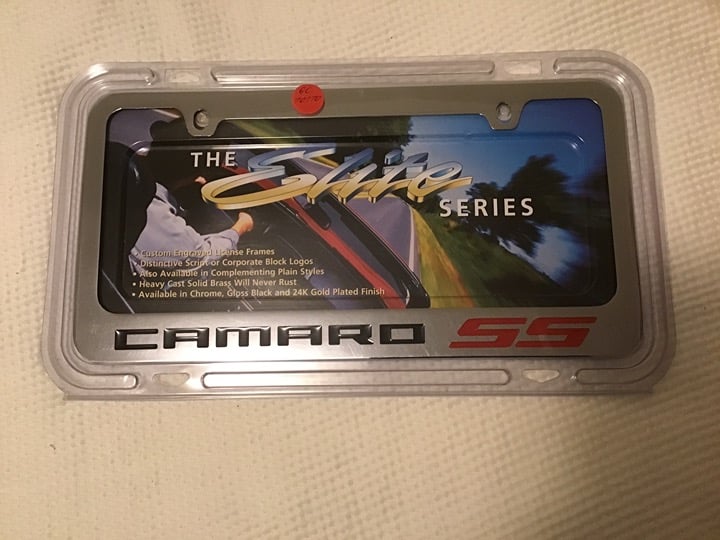 6C
THE Elite SERIES
• Custom Engraved License Frames
• Distinctive Script or Corporate Block Logos
• Also Available in Complementing Plain Styles
• Heavy Cast Solid Brass Will Never Rust
• Available in Chrome, Gloss Black and 24K Gold Plated Finish
CAMARO SS